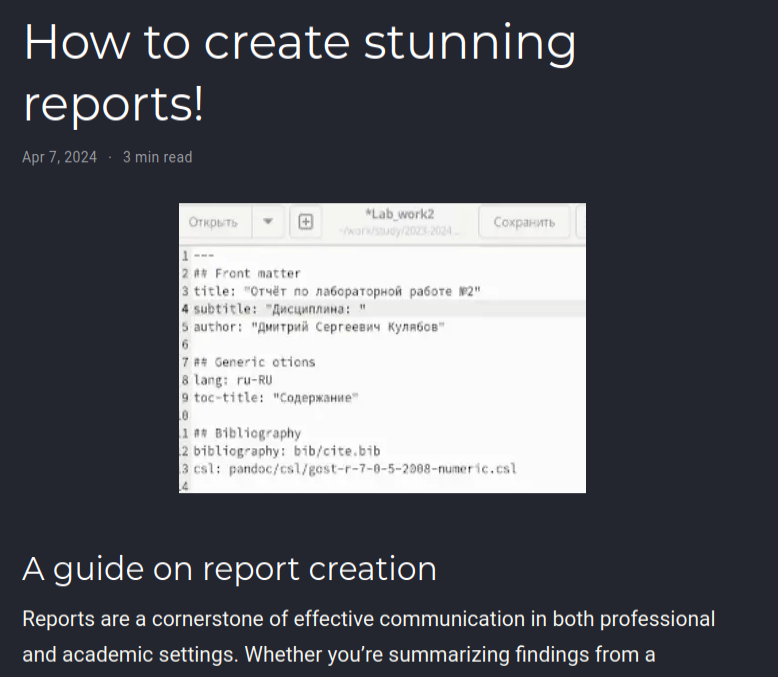 How to create stunning
reports!
Apr 7, 2024 · 3 min read
Открыть
*Lab_work2
~/work/study/2023-2024...
Сохранить
1 ---
2 ## Front matter
3 title: "Отчёт по лабораторной работе №2"
4 subtitle: "Дисциплина: "
5 author: "Дмитрий Сергеевич Кулябов"
6
7 ## Generic otions
8 lang: ru-RU
9 toc-title: "Содержание"
0
1 ## Bibliography
2 bibliography: bib/cite.bib
3 csl: pandoc/csl/gost-r-7-0-5-2008-numeric.csl
4
A guide on report creation
Reports are a cornerstone of effective communication in both professional
and academic settings. Whether you’re summarizing findings from a